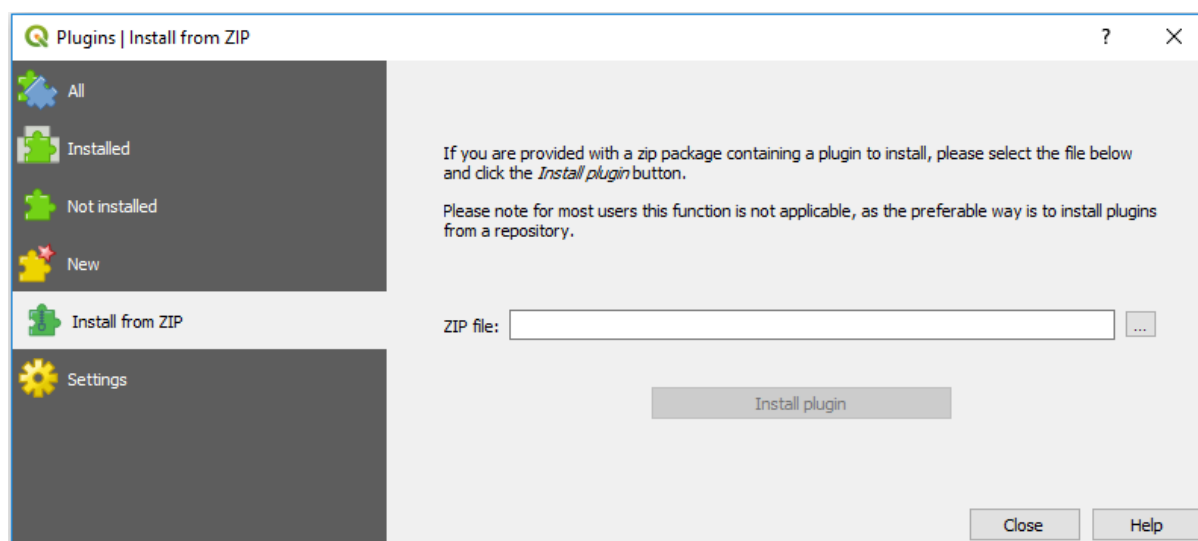 Plugins | Install from ZIP
?
All
Installed
Not installed
New
Install from ZIP
Settings
If you are provided with a zip package containing a plugin to install, please select the file below
and click the Install plugin button.
Please note for most users this function is not applicable, as the preferable way is to install plugins
from a repository.
ZIP file:
...
Install plugin
Close
Help